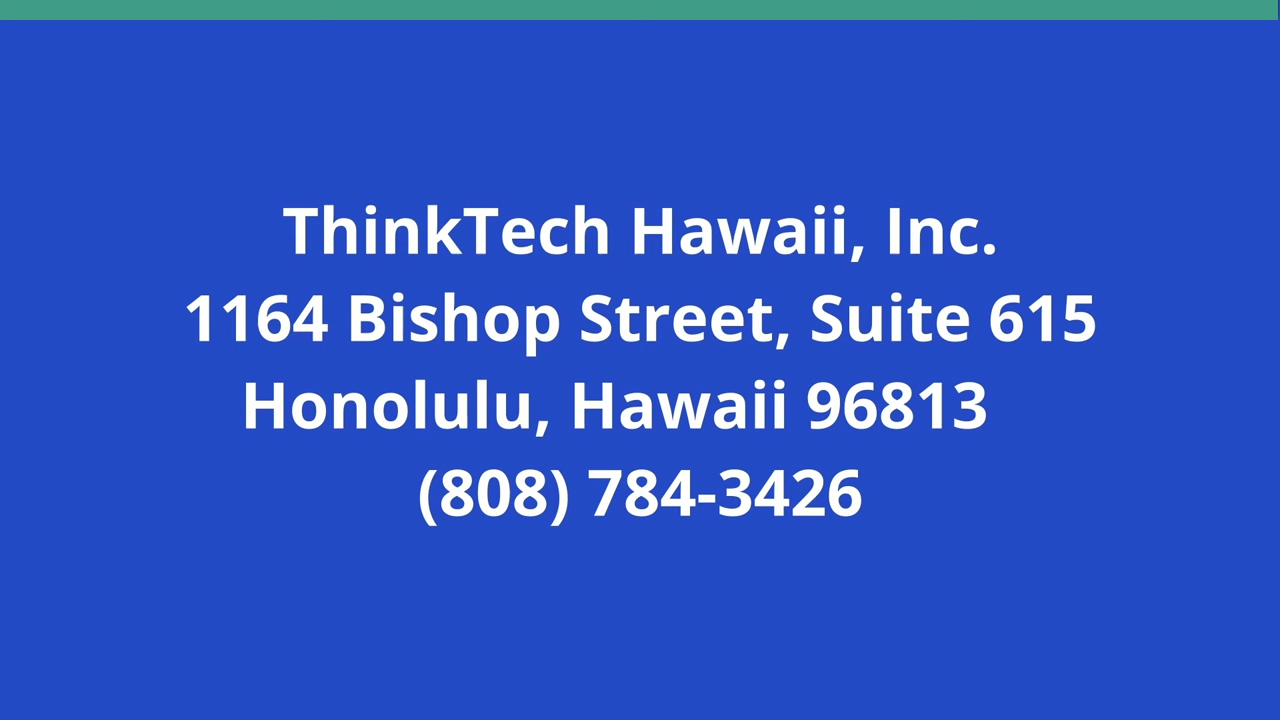 ThinkTech Hawaii, Inc.
1164 Bishop Street, Suite 615
Honolulu, Hawaii 96813
(808) 784-3426